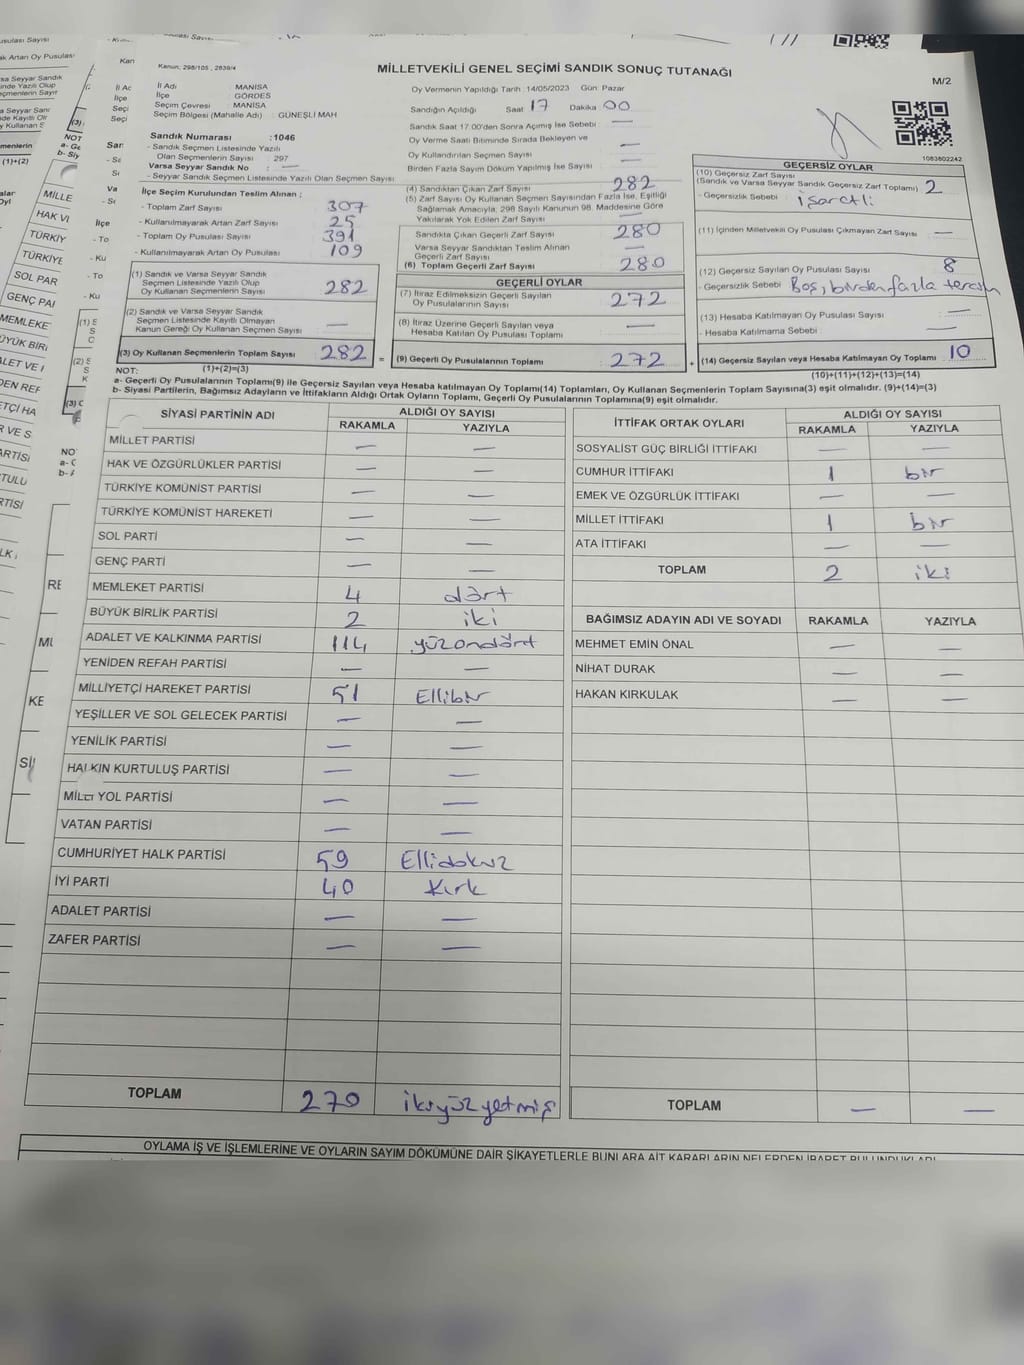 Kanun; 298/105 , 2839/4
MİLLETVEKİLİ GENEL SEÇİMİ SANDIK SONUÇ TUTANAĞI
M/2
İl Adı : MANİSA
İlçe : GÖRDES
Seçim Çevresi : MANİSA
Seçim Bölgesi (Mahalle Adı) : GÜNEŞLİ MAH
Sandık Numarası : 1046
- Sandık Seçmen Listesinde Yazılı
Olan Seçmenlerin Sayısı : 297
Varsa Seyyar Sandık No : —
- Seyyar Sandık Seçmen Listesinde Yazılı Olan Seçmen Sayısı
İlçe Seçim Kurulundan Teslim Alınan :
- Toplam Zarf Sayısı : 307
- Kullanılmayarak Artan Zarf Sayısı : 25
- Toplam Oy Pusulası Sayısı : 391
- Kullanılmayarak Artan Oy Pusulası : 109
(1) Sandık ve Varsa Seyyar Sandık
Seçmen Listesinde Yazılı Olup
Oy Kullanan Seçmenlerin Sayısı : 282
(2) Sandık ve Varsa Seyyar Sandık
Seçmen Listesinde Kayıtlı Olmayan
Kanun Gereği Oy Kullanan Seçmen Sayısı : —
(3) Oy Kullanan Seçmenlerin Toplam Sayısı : 282 =
(1)+(2)=(3)
Oy Vermenin Yapıldığı Tarih :14/05/2023 Gün: Pazar
Sandığın Açıldığı Saat 17 Dakika 00
Sandık Saat 17.00'den Sonra Açımış İse Sebebi : —
Oy Verme Saati Bitiminde Sırada Bekleyen ve
Oy Kullandırılan Seçmen Sayısı : —
Birden Fazla Sayım Döküm Yapılmış İse Sayısı : —
(4) Sandıktan Çıkan Zarf Sayısı : 282
(5) Zarf Sayısı Oy Kullanan Seçmen Sayısından Fazla İse, Eşitliği
Sağlamak Amacıyla, 298 Sayılı Kanunun 98. Maddesine Göre
Yakılarak Yok Edilen Zarf Sayısı : —
Sandıkta Çıkan Geçerli Zarf Sayısı : 280
Varsa Seyyar Sandıktan Teslim Alınan
Geçerli Zarf Sayısı : —
(6) Toplam Geçerli Zarf Sayısı : 280
GEÇERLİ OYLAR
(7) İtiraz Edilmeksizin Geçerli Sayılan
Oy Pusulalarının Sayısı : 272
(8) İtiraz Üzerine Geçerli Sayılan veya
Hesaba Katılan Oy Pusulası Toplamı : —
(9) Geçerli Oy Pusulalarının Toplamı : 272 +
1083802242
GEÇERSİZ OYLAR
(10) Geçersiz Zarf Sayısı
(Sandık ve Varsa Seyyar Sandık Geçersiz Zarf Toplamı) : 2
- Geçersizlik Sebebi : işaretli
(11) İçinden Milletvekili Oy Pusulası Çıkmayan Zarf Sayısı : —
(12) Geçersiz Sayılan Oy Pusulası Sayısı : 8
- Geçersizlik Sebebi : Boş, birden fazla tercih
(13) Hesaba Katılmayan Oy Pusulası Sayısı : —
- Hesaba Katılmama Sebebi : —
(14) Geçersiz Sayılan veya Hesaba Katılmayan Oy Toplamı : 10
(10)+(11)+(12)+(13)=(14)
NOT:
a- Geçerli Oy Pusulalarının Toplamı(9) ile Geçersiz Sayılan veya Hesaba katılmayan Oy Toplamı(14) Toplamları, Oy Kullanan Seçmenlerin Toplam Sayısına(3) eşit olmalıdır. (9)+(14)=(3)
b- Siyasi Partilerin, Bağımsız Adayların ve İttifakların Aldığı Ortak Oyların Toplamı, Geçerli Oy Pusulalarının Toplamına(9) eşit olmalıdır.
SİYASİ PARTİNİN ADI ALDIĞI OY SAYISI
RAKAMLA YAZIYLA
MİLLET PARTİSİ — —
HAK VE ÖZGÜRLÜKLER PARTİSİ — —
TÜRKİYE KOMÜNİST PARTİSİ — —
TÜRKİYE KOMÜNİST HAREKETİ — —
SOL PARTİ — —
GENÇ PARTİ — —
MEMLEKET PARTİSİ 4 dört
BÜYÜK BİRLİK PARTİSİ 2 iki
ADALET VE KALKINMA PARTİSİ 114 yüzondört
YENİDEN REFAH PARTİSİ — —
MİLLİYETÇİ HAREKET PARTİSİ 51 Ellibir
YEŞİLLER VE SOL GELECEK PARTİSİ — —
YENİLİK PARTİSİ — —
HALKIN KURTULUŞ PARTİSİ — —
MİLLİ YOL PARTİSİ — —
VATAN PARTİSİ — —
CUMHURİYET HALK PARTİSİ 59 Ellidokuz
İYİ PARTİ 40 Kırk
ADALET PARTİSİ — —
ZAFER PARTİSİ — —
TOPLAM 270 ikiyüzyetmiş
İTTİFAK ORTAK OYLARI ALDIĞI OY SAYISI
RAKAMLA YAZIYLA
SOSYALİST GÜÇ BİRLİĞİ İTTİFAKI — —
CUMHUR İTTİFAKI 1 bir
EMEK VE ÖZGÜRLÜK İTTİFAKI — —
MİLLET İTTİFAKI 1 bir
ATA İTTİFAKI — —
TOPLAM 2 iki
BAĞIMSIZ ADAYIN ADI VE SOYADI RAKAMLA YAZIYLA
MEHMET EMİN ÖNAL — —
NİHAT DURAK — —
HAKAN KIRKULAK — —
TOPLAM — —
OYLAMA İŞ VE İŞLEMLERİNE VE OYLARIN SAYIM DÖKÜMÜNE DAİR ŞİKAYETLERLE BUNLARA AİT KARARLARIN NELERDEN İBARET BULUNDUKLARI